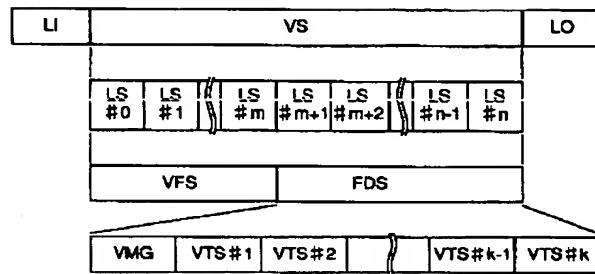 LI VS LO
LS #0 LS #1 LS #m LS #m+1 LS #m+2 LS #n-1 LS #n
VFS FDS
VMG VTS#1 VTS#2 VTS#k-1 VTS#k